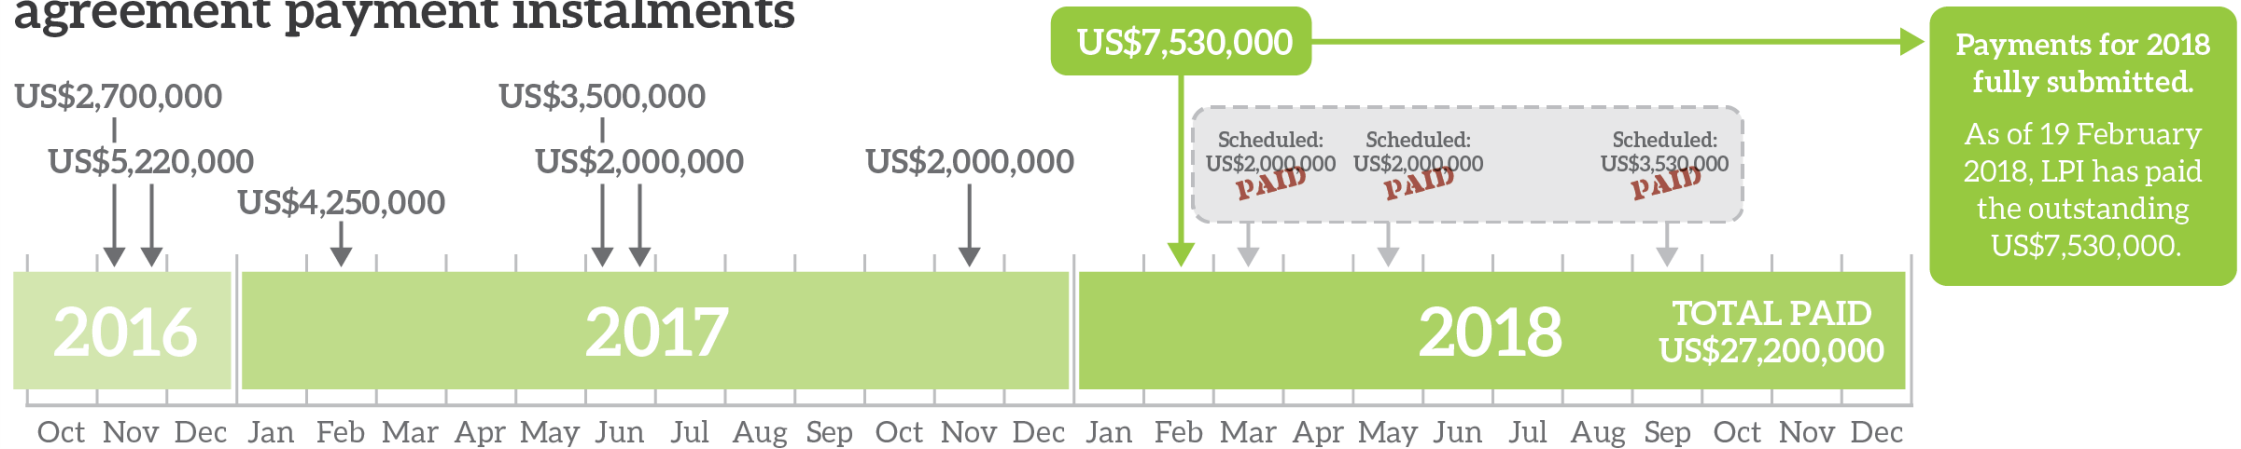 agreement payment instalments
US$7,530,000
Payments for 2018
fully submitted.
As of 19 February
2018, LPI has paid
the outstanding
US$7,530,000.
US$2,700,000
US$5,220,000
US$4,250,000
US$3,500,000
US$2,000,000
US$2,000,000
Scheduled:
US$2,000,000
PAID
Scheduled:
US$2,000,000
PAID
Scheduled:
US$3,530,000
PAID
2016
2017
2018
TOTAL PAID
US$27,200,000
Oct Nov Dec Jan Feb Mar Apr May Jun Jul Aug Sep Oct Nov Dec Jan Feb Mar Apr May Jun Jul Aug Sep Oct Nov Dec